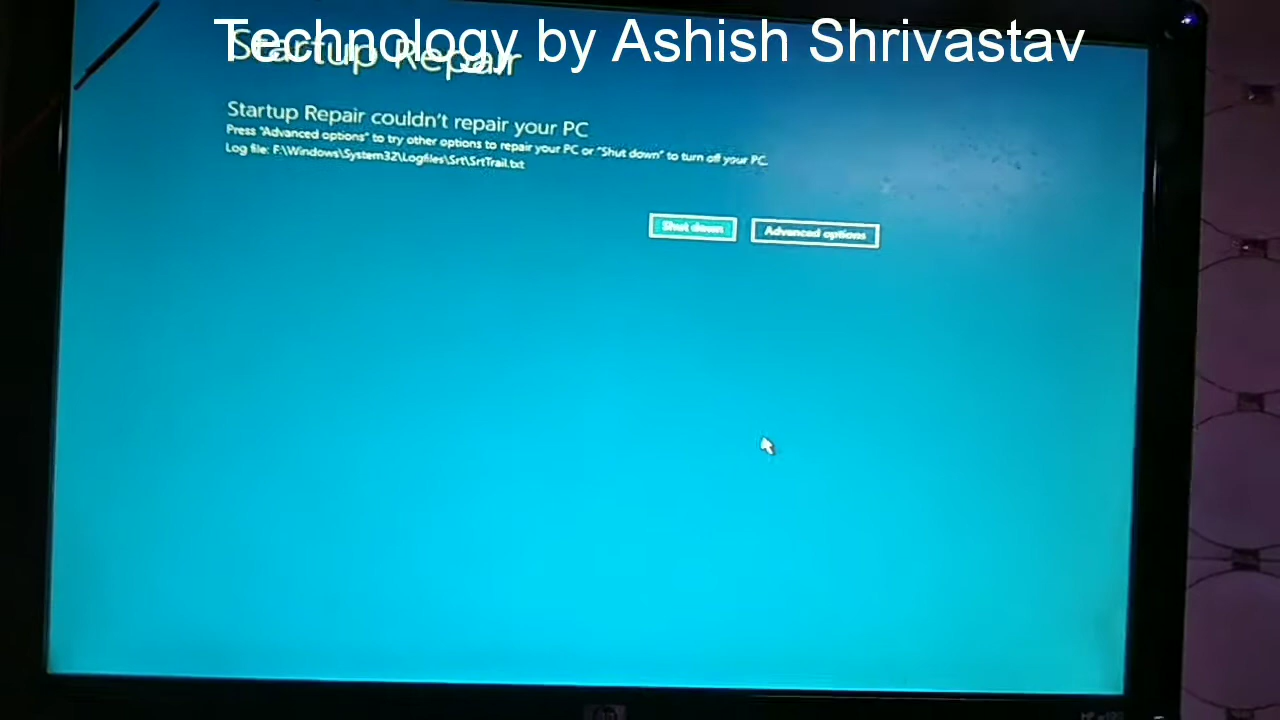 Technology by Ashish Shrivastav
Startup Repair
Startup Repair couldn't repair your PC
Press "Advanced options" to try other options to repair your PC or "Shut down" to turn off your PC.
Log file: F:\Windows\System32\Logfiles\Srt\SrtTrail.txt
Shut down
Advanced options
hp